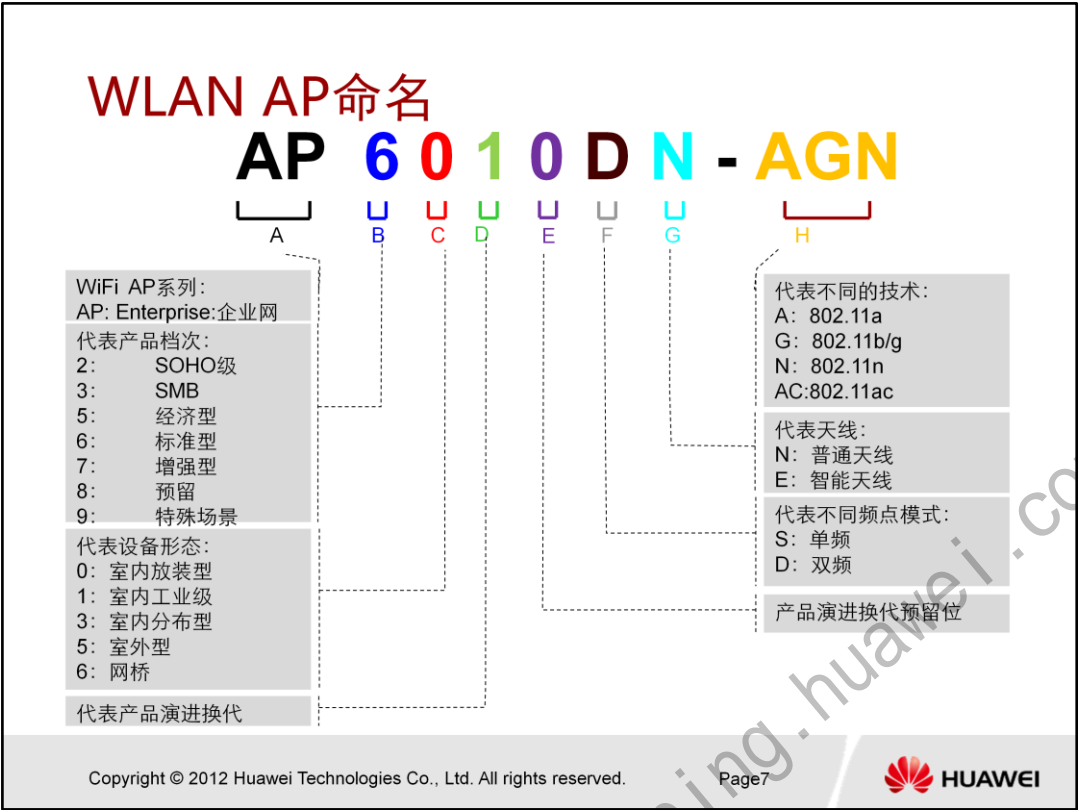 WLAN AP命名
AP 6 0 1 0 D N - AGN
A B C D E F G H
WiFi AP系列：
AP: Enterprise:企业网
代表产品档次：
2： SOHO级
3： SMB
5： 经济型
6： 标准型
7： 增强型
8： 预留
9： 特殊场景
代表设备形态：
0：室内放装型
1：室内工业级
3：室内分布型
5：室外型
6：网桥
代表产品演进换代
代表不同的技术：
A：802.11a
G：802.11b/g
N：802.11n
AC:802.11ac
代表天线：
N：普通天线
E：智能天线
代表不同频点模式：
S：单频
D：双频
产品演进换代预留位
ing.huawei.co
Copyright © 2012 Huawei Technologies Co., Ltd. All rights reserved.
Page7
HUAWEI